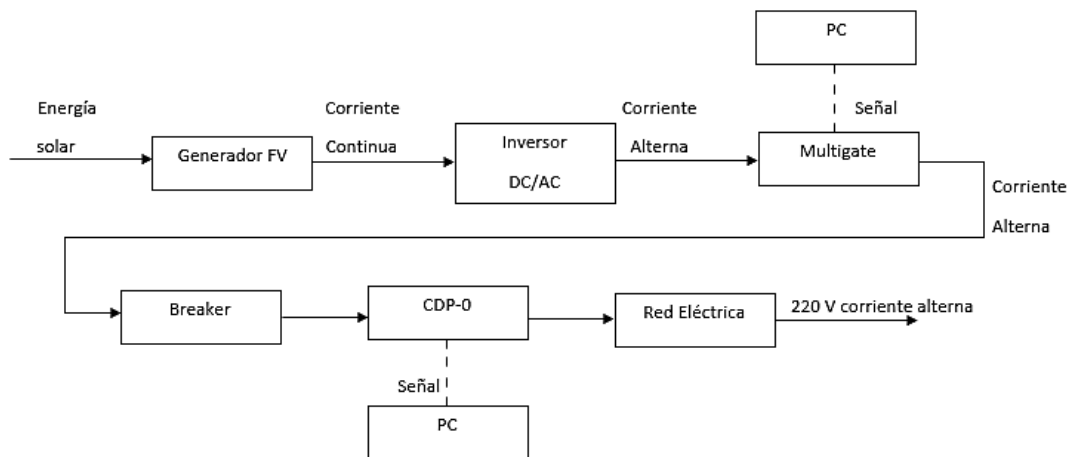 PC
Energía
solar
Generador FV
Corriente
Continua
Inversor
DC/AC
Corriente
Alterna
Señal
Multigate
Corriente
Alterna
Breaker
CDP-0
Red Eléctrica
220 V corriente alterna
Señal
PC